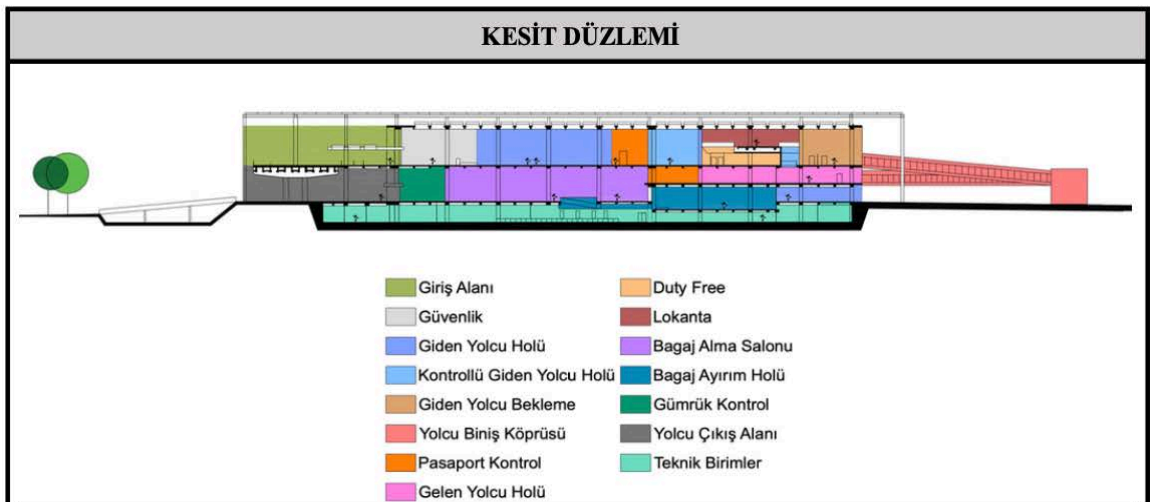 KESİT DÜZLEMİ
Giriş Alanı
Güvenlik
Giden Yolcu Holü
Kontrollü Giden Yolcu Holü
Giden Yolcu Bekleme
Yolcu Biniş Köprüsü
Pasaport Kontrol
Gelen Yolcu Holü
Duty Free
Lokanta
Bagaj Alma Salonu
Bagaj Ayırım Holü
Gümrük Kontrol
Yolcu Çıkış Alanı
Teknik Birimler